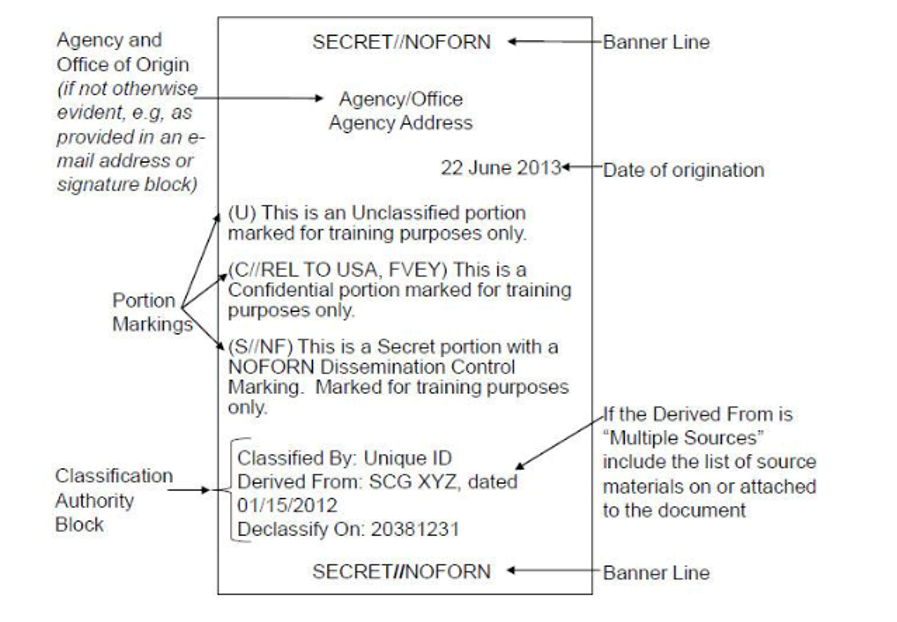 Agency and
Office of Origin
(if not otherwise
evident, e.g, as
provided in an e-
mail address or
signature block)
SECRET//NOFORN
Banner Line
Agency/Office
Agency Address
22 June 2013
Date of origination
(U) This is an Unclassified portion
marked for training purposes only.
(C//REL TO USA, FVEY) This is a
Confidential portion marked for training
purposes only.
Portion
Markings
(S//NF) This is a Secret portion with a
NOFORN Dissemination Control
Marking.  Marked for training purposes
only.
If the Derived From is
“Multiple Sources”
include the list of source
materials on or attached
to the document
Classification
Authority
Block
Classified By: Unique ID
Derived From: SCG XYZ, dated
01/15/2012
Declassify On: 20381231
SECRET//NOFORN
Banner Line